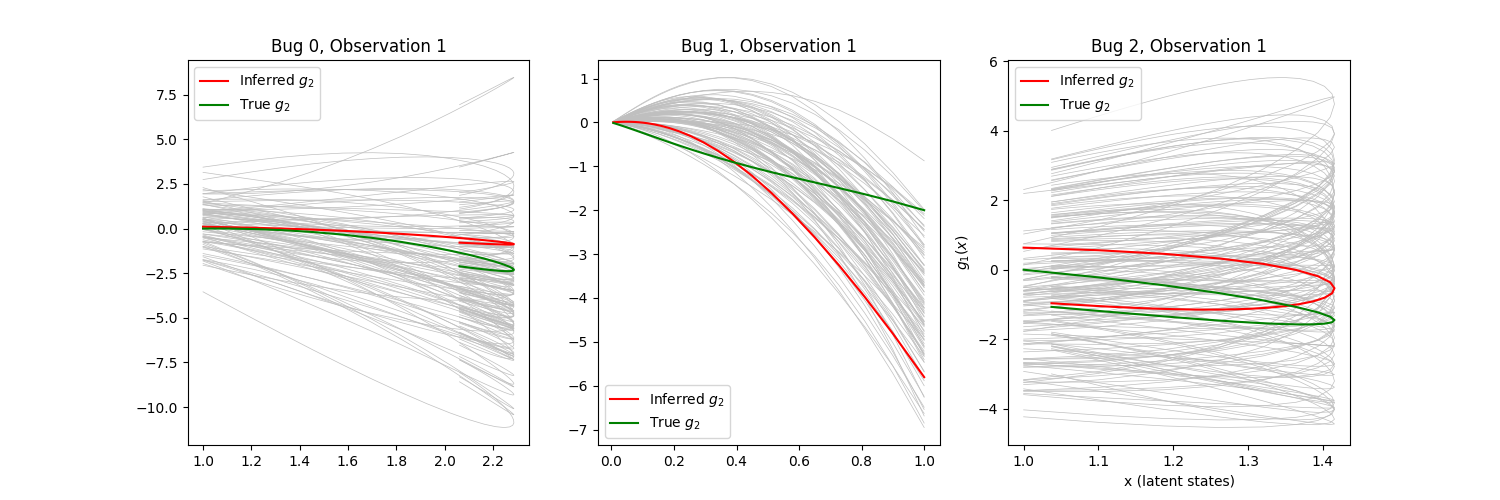 Bug 0, Observation 1
Inferred g₂
True g₂
7.5
5.0
2.5
0.0
−2.5
−5.0
−7.5
−10.0
1.0 1.2 1.4 1.6 1.8 2.0 2.2
Bug 1, Observation 1
1
0
−1
−2
−3
−4
−5
−6
−7
Inferred g₂
True g₂
0.0 0.2 0.4 0.6 0.8 1.0
Bug 2, Observation 1
Inferred g₂
True g₂
6
4
2
0
−2
−4
g₁(x)
1.0 1.1 1.2 1.3 1.4
x (latent states)